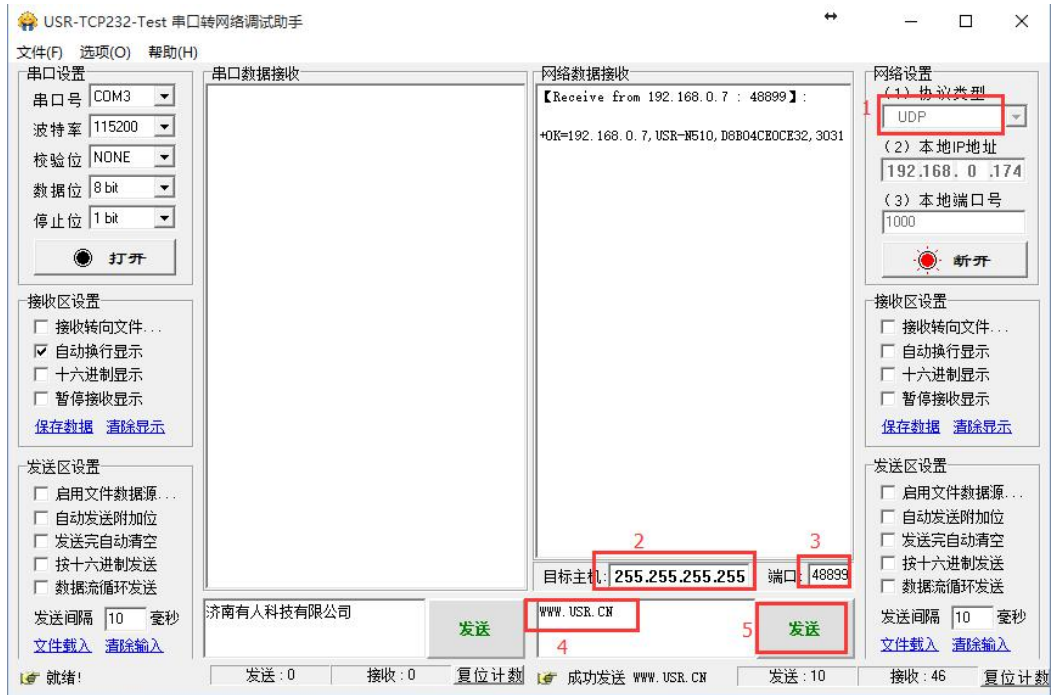 USR-TCP232-Test 串口转网络调试助手
文件(F) 选项(O) 帮助(H)
串口设置
串口号 COM3
波特率 115200
校验位 NONE
数据位 8 bit
停止位 1 bit
打开
接收区设置
接收转向文件...
自动换行显示
十六进制显示
暂停接收显示
保存数据 清除显示
发送区设置
启用文件数据源...
自动发送附加位
发送完自动清空
按十六进制发送
数据流循环发送
发送间隔 10 毫秒
文件载入 清除输入
串口数据接收
济南有人科技有限公司
发送
网络数据接收
【Receive from 192.168.0.7 : 48899】:
+OK=192.168.0.7,USR-N510,D8B04CE0CE32,3031
2
3
目标主机: 255.255.255.255 端口: 48899
WWW.USR.CN
4
5
发送
网络设置
(1) 协议类型
1
UDP
(2) 本地IP地址
192.168. 0 .174
(3) 本地端口号
1000
断开
接收区设置
接收转向文件...
自动换行显示
十六进制显示
暂停接收显示
保存数据 清除显示
发送区设置
启用文件数据源...
自动发送附加位
发送完自动清空
按十六进制发送
数据流循环发送
发送间隔 10 毫秒
文件载入 清除输入
就绪! 发送:0 接收:0 复位计数
成功发送 WWW.USR.CN 发送:10 接收:46 复位计数